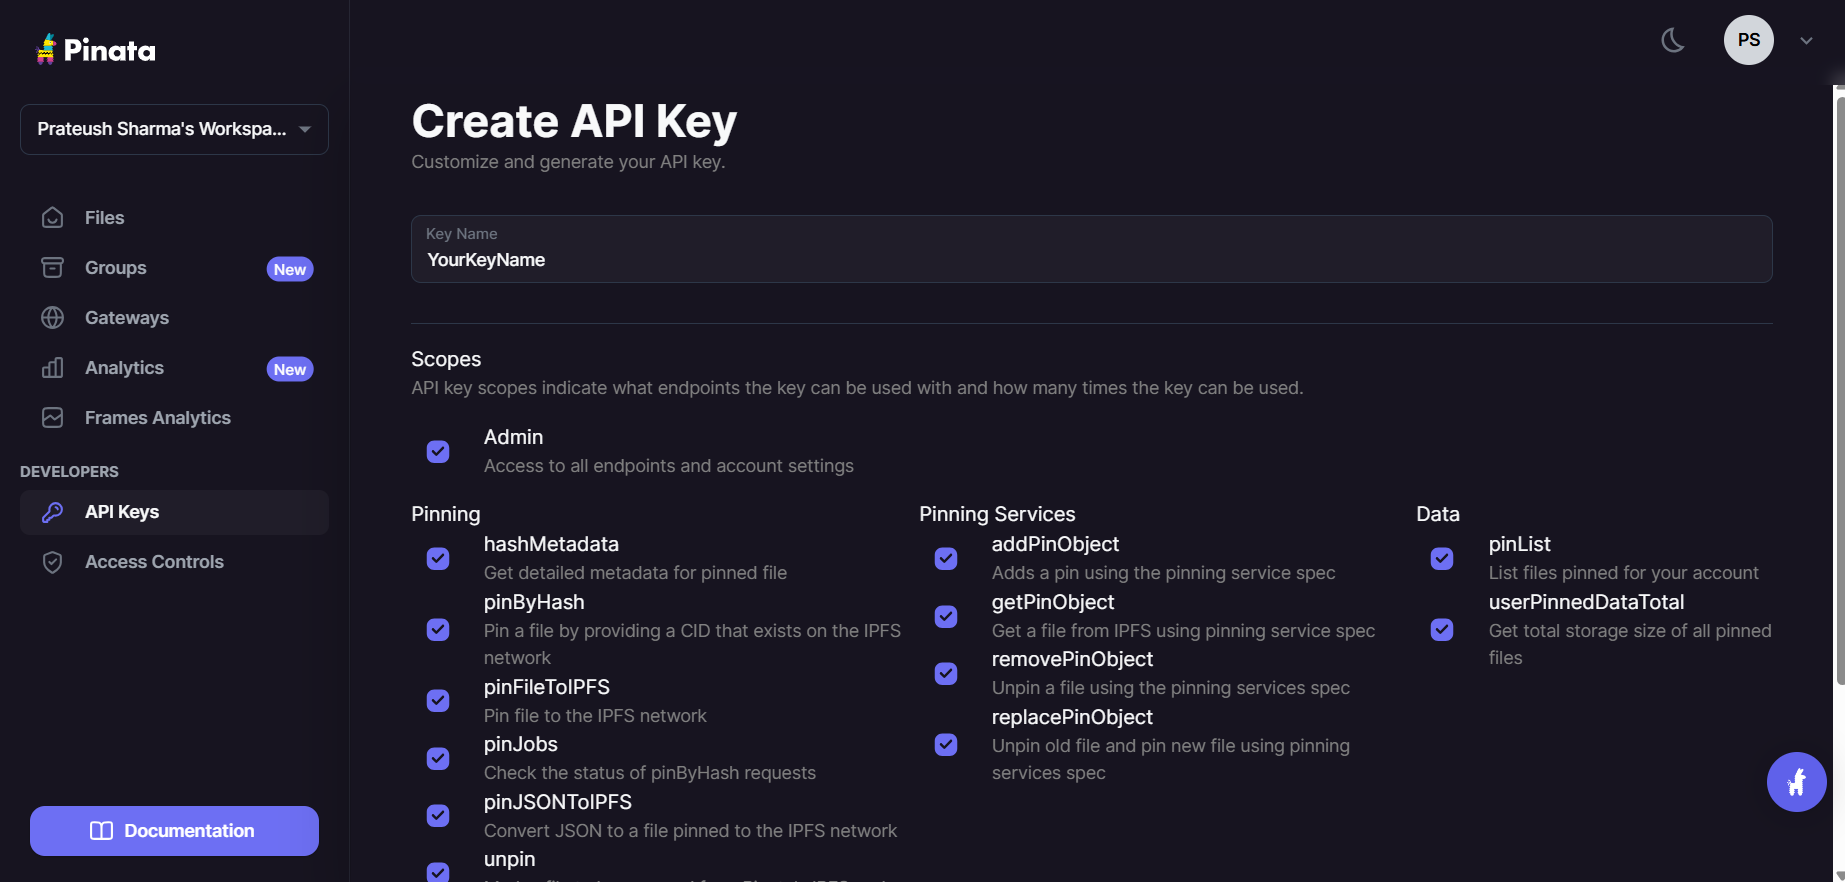 Pinata
PS
Prateush Sharma's Workspa...
Files
Groups
New
Gateways
Analytics
New
Frames Analytics
DEVELOPERS
API Keys
Access Controls
Documentation
Create API Key
Customize and generate your API key.
Key Name
YourKeyName
Scopes
API key scopes indicate what endpoints the key can be used with and how many times the key can be used.
Admin
Access to all endpoints and account settings
Pinning
hashMetadata
Get detailed metadata for pinned file
pinByHash
Pin a file by providing a CID that exists on the IPFS
network
pinFileToIPFS
Pin file to the IPFS network
pinJobs
Check the status of pinByHash requests
pinJSONToIPFS
Convert JSON to a file pinned to the IPFS network
unpin
Pinning Services
addPinObject
Adds a pin using the pinning service spec
getPinObject
Get a file from IPFS using pinning service spec
removePinObject
Unpin a file using the pinning services spec
replacePinObject
Unpin old file and pin new file using pinning
services spec
Data
pinList
List files pinned for your account
userPinnedDataTotal
Get total storage size of all pinned
files